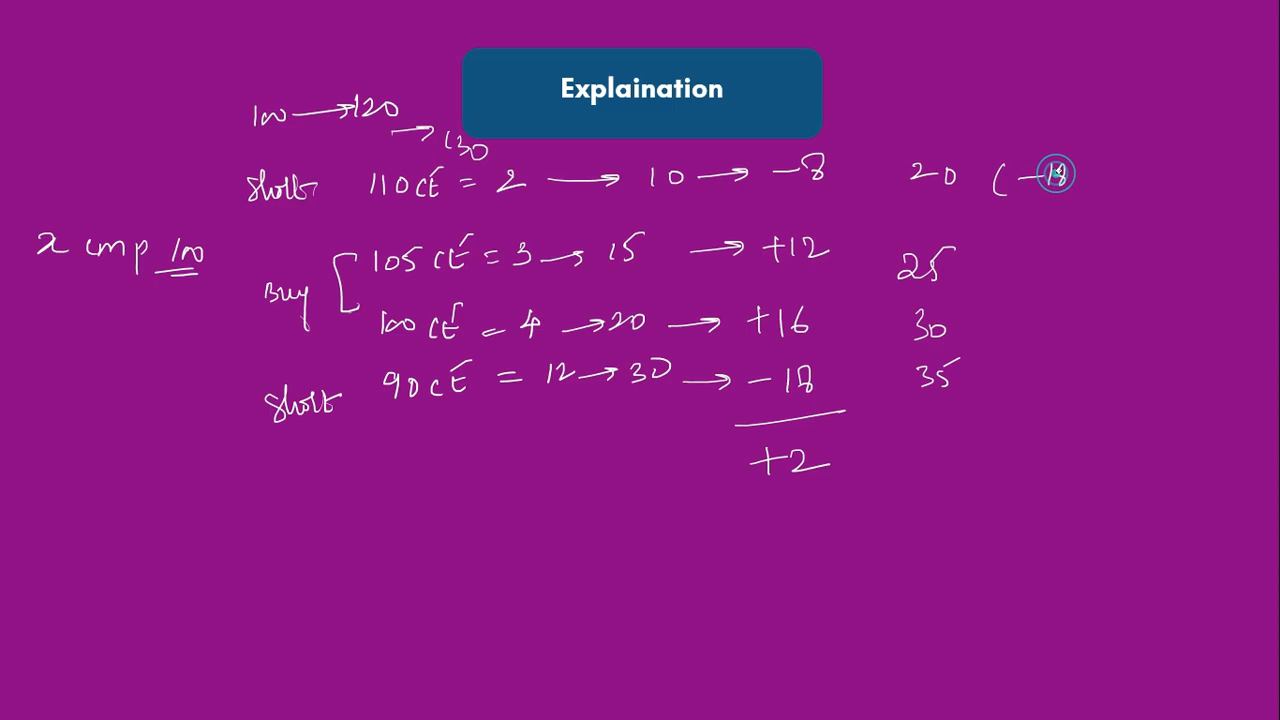 Explaination
100 → 120
→ 130
Short 110 CE = 2 → 10 → -8 20 (-18
x cmp 100
Buy [ 105 CE = 3 → 15 → +12 25
100 CE = 4 → 20 → +16 30
Short 90 CE = 12 → 30 → -18 35
+2